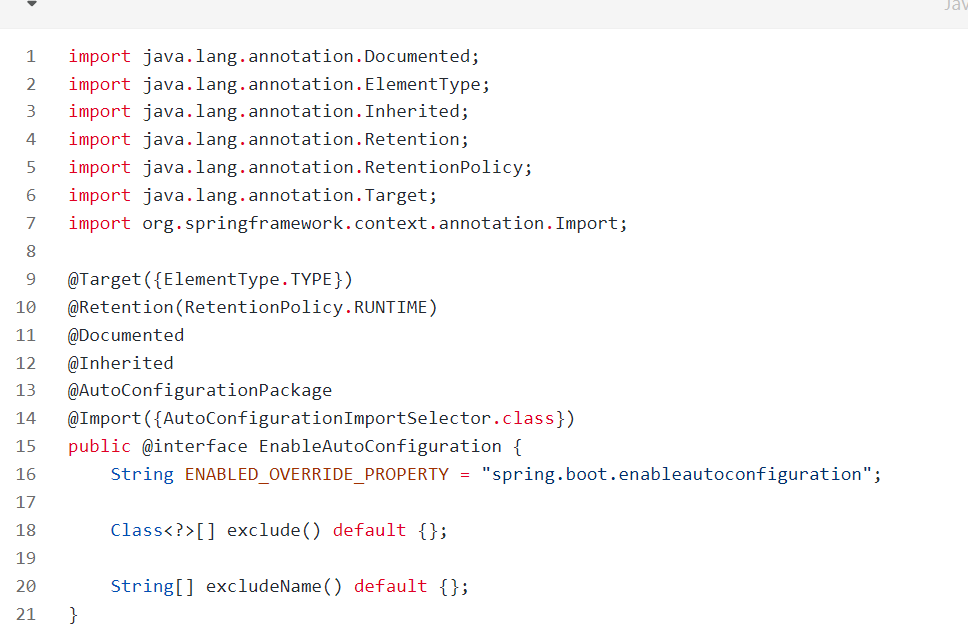 Jav
1 import java.lang.annotation.Documented;
2 import java.lang.annotation.ElementType;
3 import java.lang.annotation.Inherited;
4 import java.lang.annotation.Retention;
5 import java.lang.annotation.RetentionPolicy;
6 import java.lang.annotation.Target;
7 import org.springframework.context.annotation.Import;
8
9 @Target({ElementType.TYPE})
10 @Retention(RetentionPolicy.RUNTIME)
11 @Documented
12 @Inherited
13 @AutoConfigurationPackage
14 @Import({AutoConfigurationImportSelector.class})
15 public @interface EnableAutoConfiguration {
16     String ENABLED_OVERRIDE_PROPERTY = "spring.boot.enableautoconfiguration";
17
18     Class<?>[] exclude() default {};
19
20     String[] excludeName() default {};
21 }